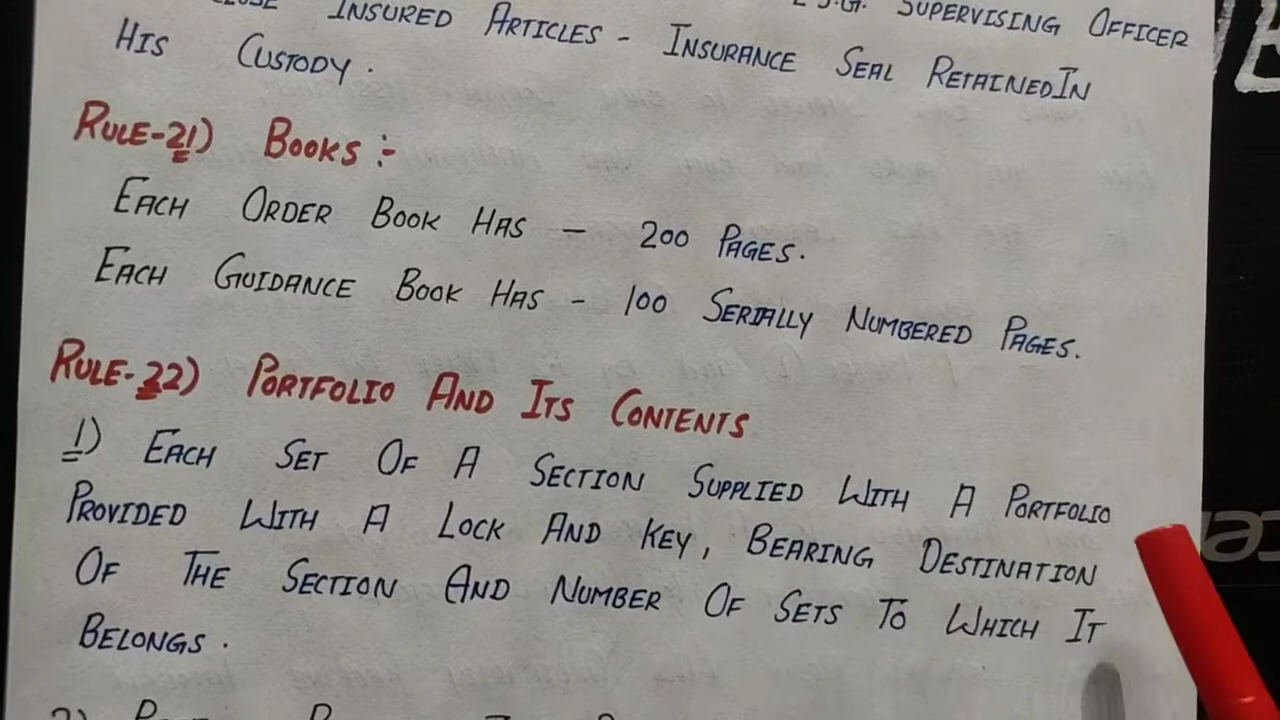 INSURED ARTICLES - INSURANCE SEAL RETAINED IN
SUPERVISING OFFICER
HIS CUSTODY.
RULE-21) BOOKS :-
EACH ORDER BOOK HAS - 200 PAGES.
EACH GUIDANCE BOOK HAS - 100 SERIALLY NUMBERED PAGES.
RULE-22) PORTFOLIO AND ITS CONTENTS
1) EACH SET OF A SECTION SUPPLIED WITH A PORTFOLIO
PROVIDED WITH A LOCK AND KEY, BEARING DESTINATION
OF THE SECTION AND NUMBER OF SETS TO WHICH IT
BELONGS.